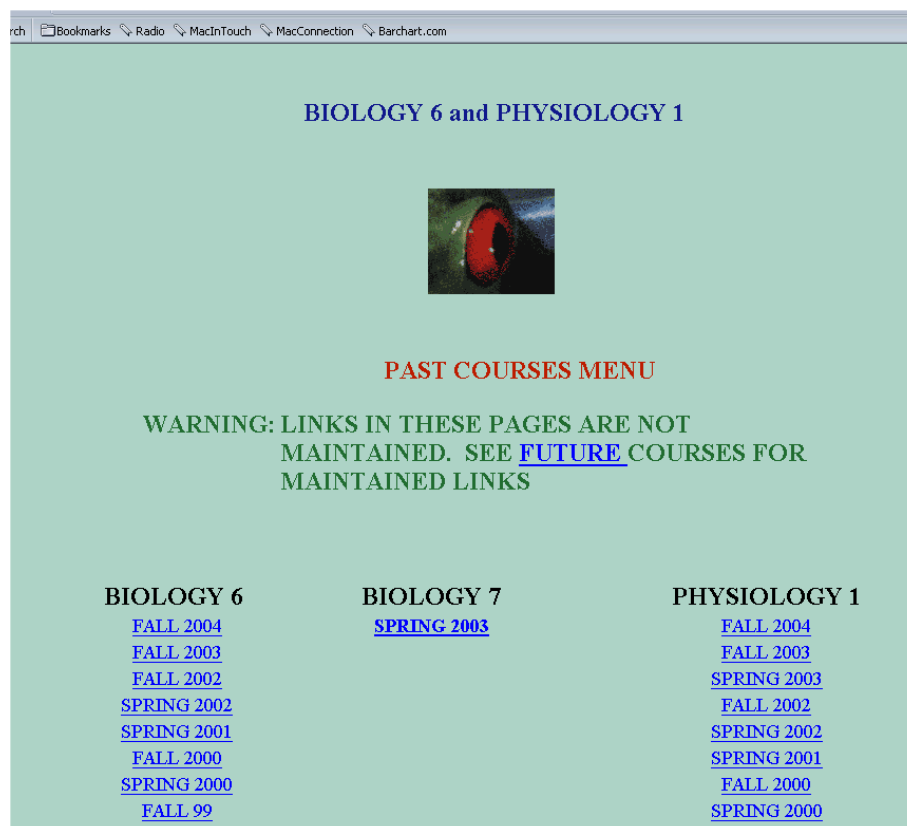 rch Bookmarks Radio MacInTouch MacConnection Barchart.com
BIOLOGY 6 and PHYSIOLOGY 1
PAST COURSES MENU
WARNING: LINKS IN THESE PAGES ARE NOT
MAINTAINED. SEE FUTURE COURSES FOR
MAINTAINED LINKS
BIOLOGY 6 BIOLOGY 7 PHYSIOLOGY 1
FALL 2004 SPRING 2003 FALL 2004
FALL 2003 FALL 2003
FALL 2002 SPRING 2003
SPRING 2002 FALL 2002
SPRING 2001 SPRING 2002
FALL 2000 SPRING 2001
SPRING 2000 FALL 2000
FALL 99 SPRING 2000